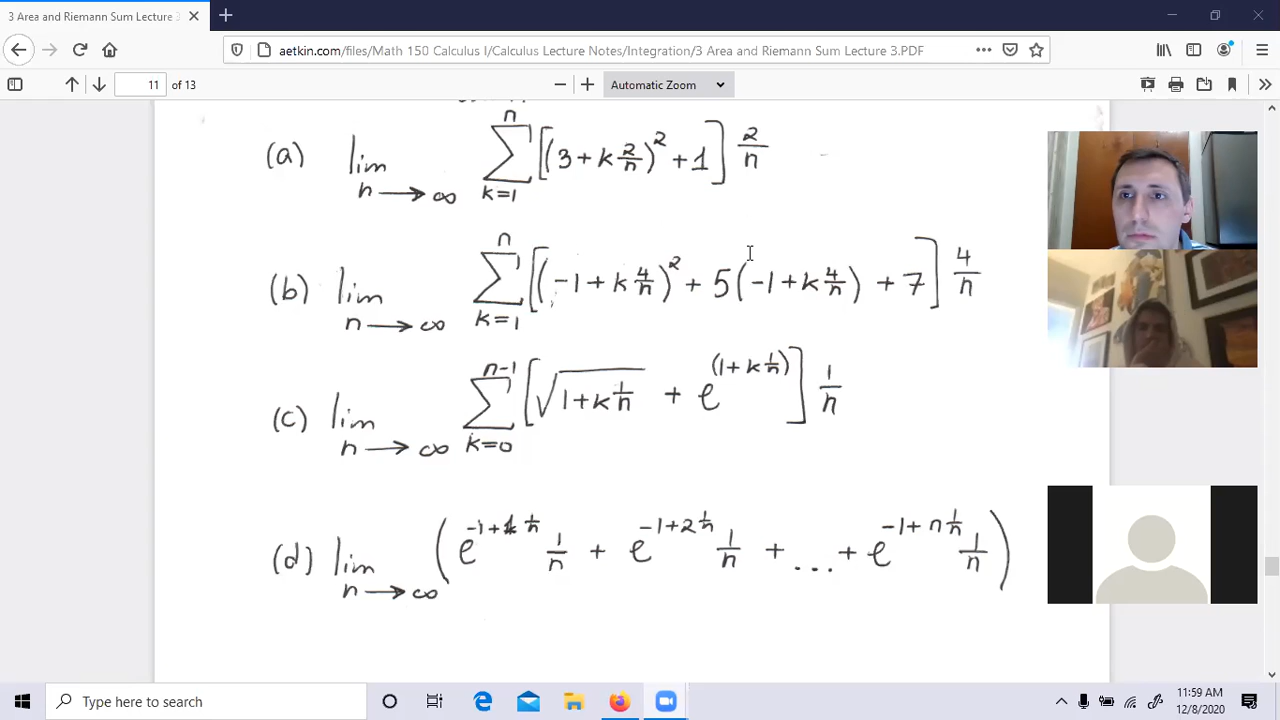 3 Area and Riemann Sum Lecture 3
aetkin.com/files/Math 150 Calculus I/Calculus Lecture Notes/Integration/3 Area and Riemann Sum Lecture 3.PDF
11 of 13 Automatic Zoom
(a) lim n→∞ n Σ k=1 [(3 + k 2/n)² + 1] 2/n
(b) lim n→∞ n Σ k=1 [(-1 + k 4/n)² + 5(-1 + k 4/n) + 7] 4/n
(c) lim n→∞ n-1 Σ k=0 [√(1 + k 1/n) + e^(1 + k 1/n)] 1/n
(d) lim n→∞ (e^(-1+1 1/n) 1/n + e^(-1+2 1/n) 1/n + ... + e^(-1+n 1/n) 1/n)
Type here to search
11:59 AM
12/8/2020